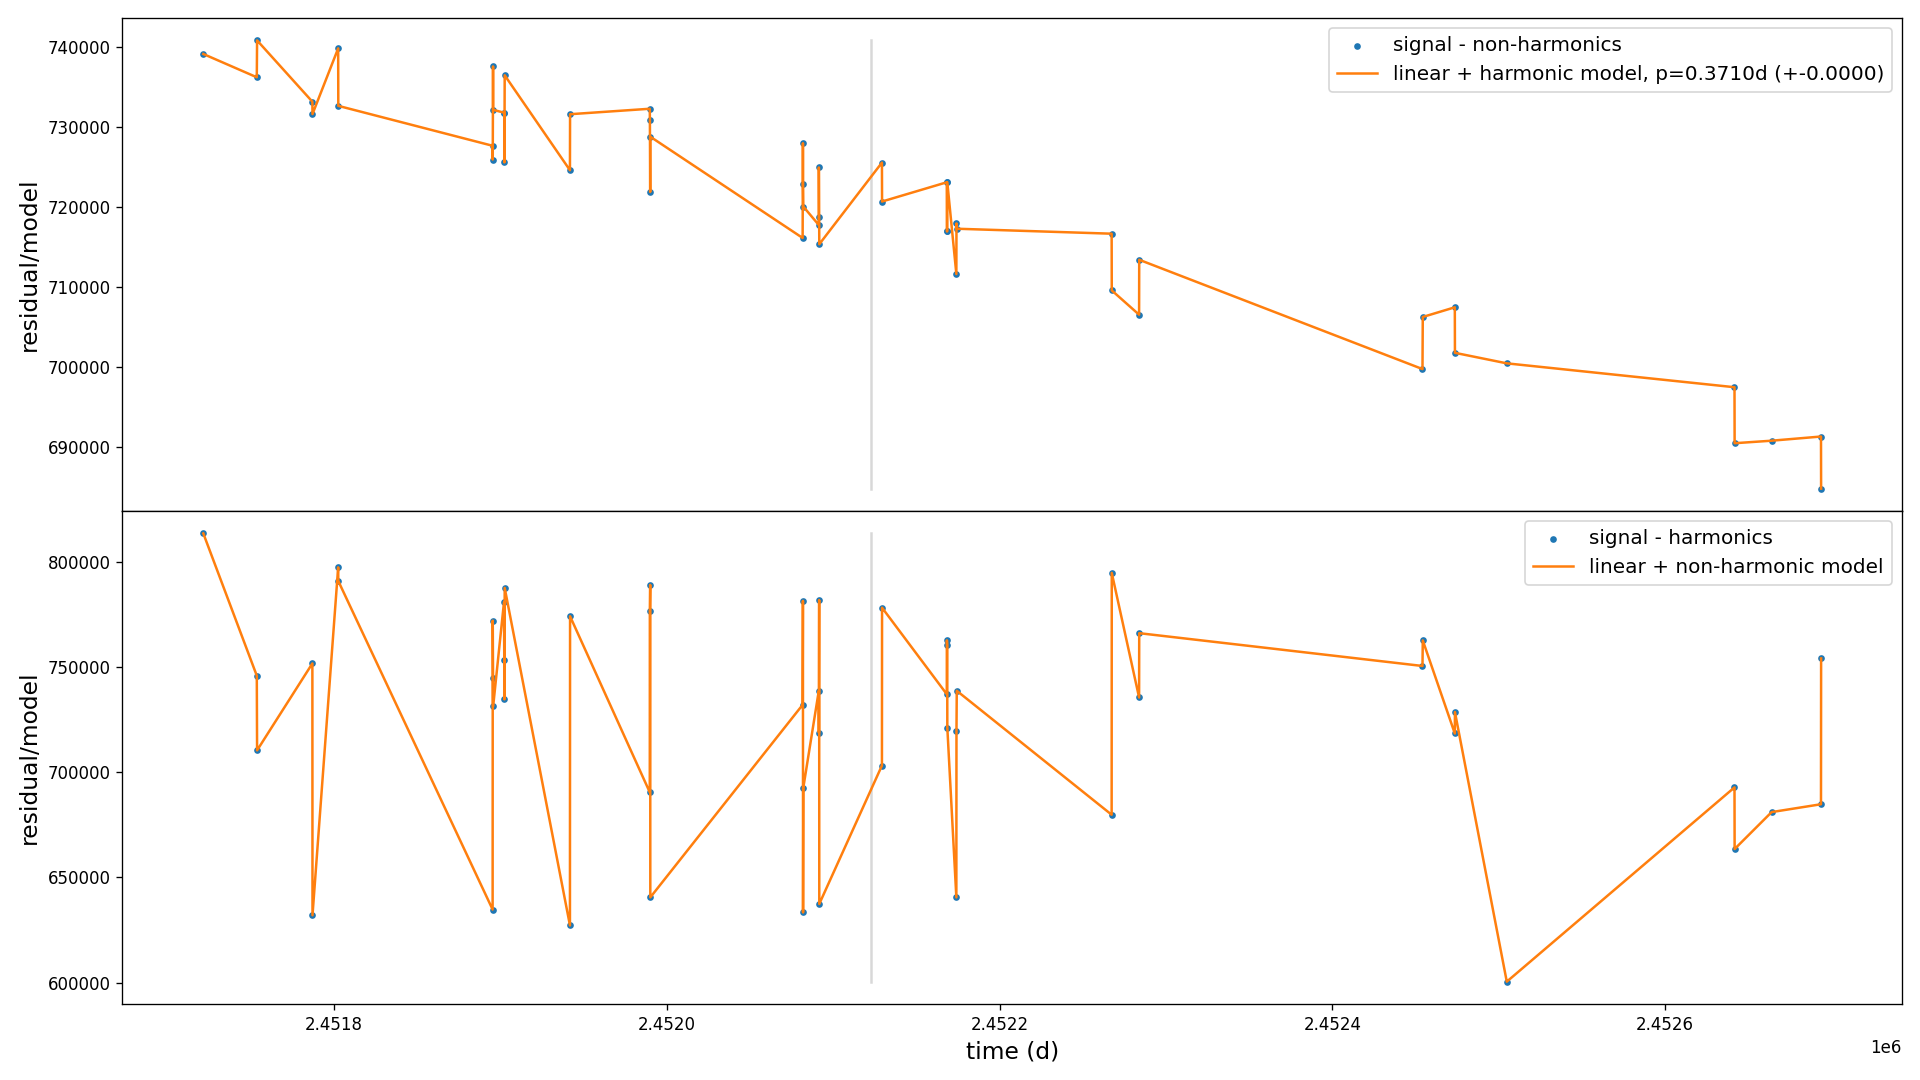 740000
730000
720000
710000
700000
690000
residual/model
signal - non-harmonics
linear + harmonic model, p=0.3710d (+-0.0000)
800000
750000
700000
650000
600000
residual/model
signal - harmonics
linear + non-harmonic model
2.4518 2.4520 2.4522 2.4524 2.4526
1e6
time (d)